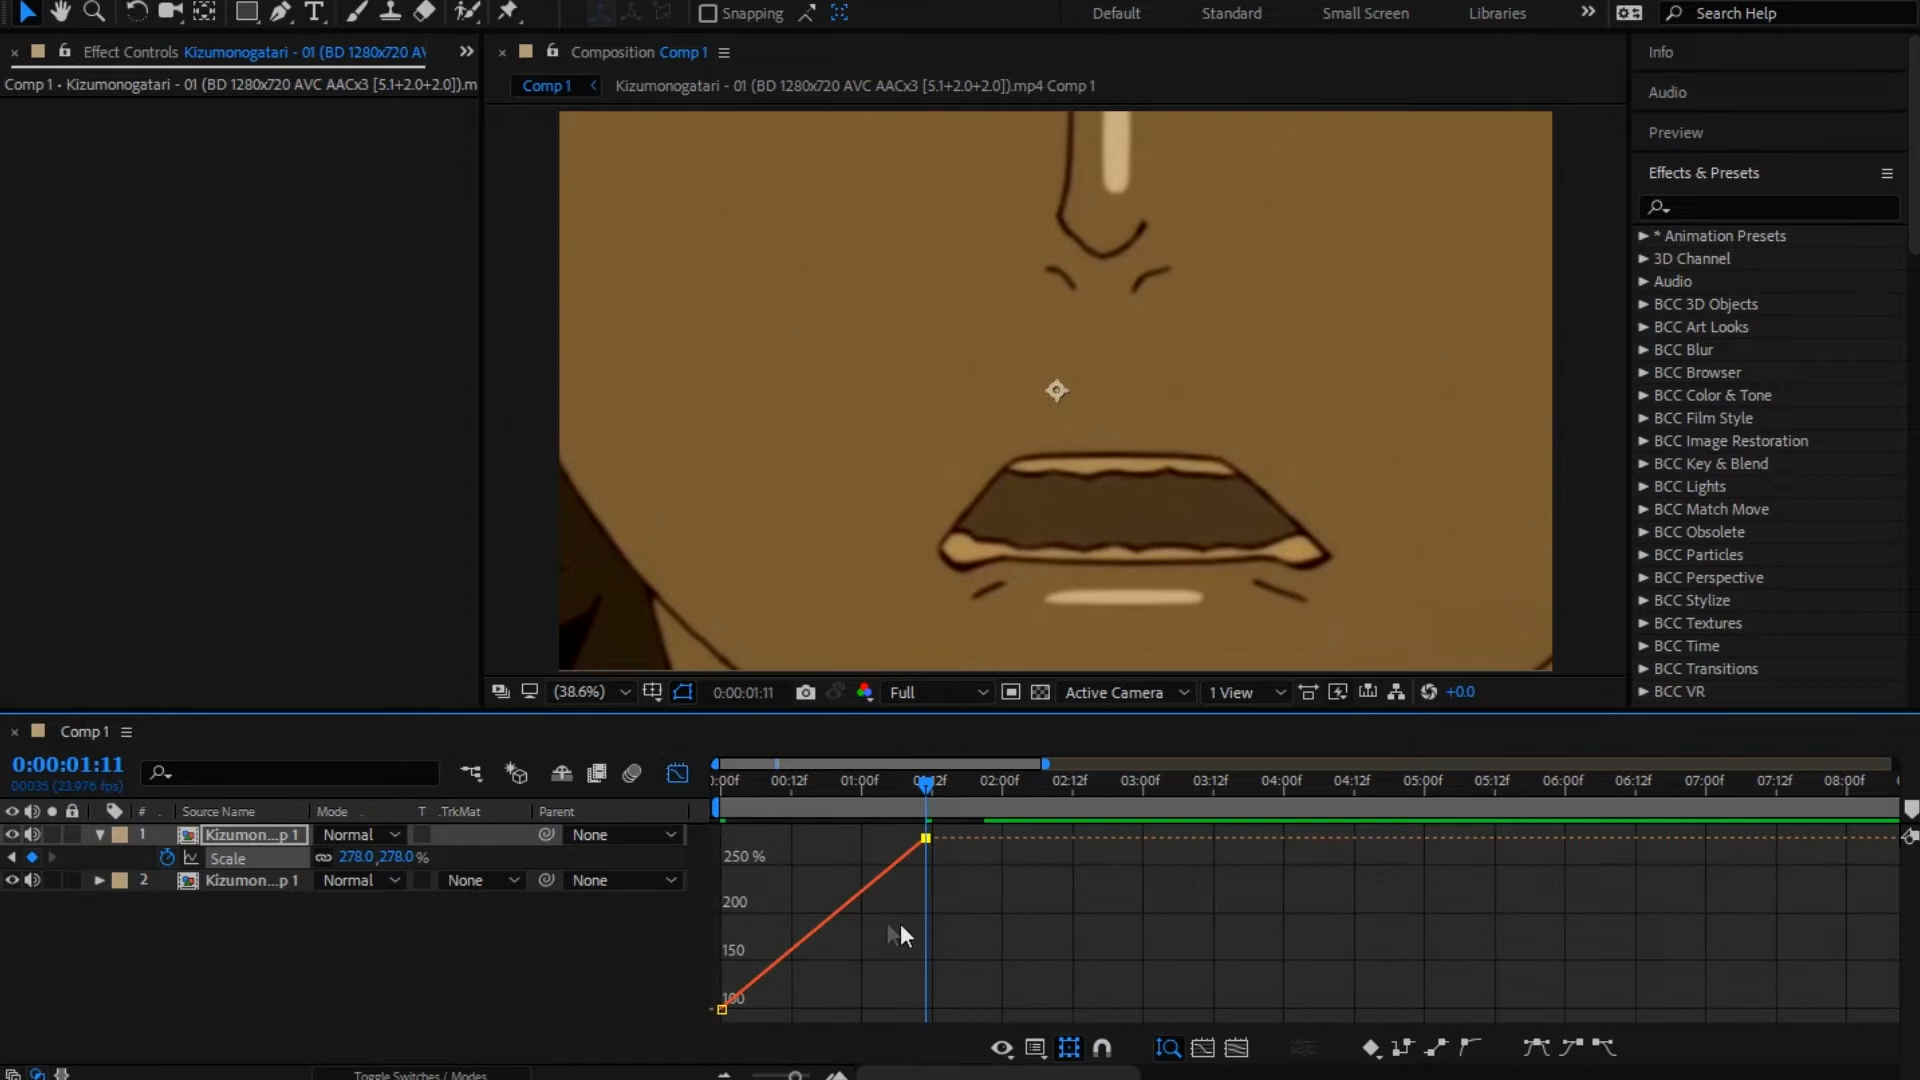 T Snapping Default Standard Small Screen Libraries Search Help
Effect Controls Kizumonogatari - 01 (BD 1280x720 AV
Composition Comp 1
Info
Comp 1 • Kizumonogatari - 01 (BD 1280x720 AVC AACx3 [5.1+2.0+2.0]).m
Comp 1 Kizumonogatari - 01 (BD 1280x720 AVC AACx3 [5.1+2.0+2.0]).mp4 Comp 1
Audio
Preview
Effects & Presets
* Animation Presets
3D Channel
Audio
BCC 3D Objects
BCC Art Looks
BCC Blur
BCC Browser
BCC Color & Tone
BCC Film Style
BCC Image Restoration
BCC Key & Blend
BCC Lights
BCC Match Move
BCC Obsolete
BCC Particles
BCC Perspective
BCC Stylize
BCC Textures
BCC Time
BCC Transitions
BCC VR
(38.6%) 0:00:01:11 Full Active Camera 1 View +0.0
Comp 1
0:00:01:11
00035 (23.976 fps)
:00f 00:12f 01:00f 02:00f 02:12f 03:00f 03:12f 04:00f 04:12f 05:00f 05:12f 06:00f 06:12f 07:00f 07:12f 08:00f
# Source Name Mode T .TrkMat Parent
1 Kizumon...p 1 Normal None
Scale 278.0,278.0 %
2 Kizumon...p 1 Normal None None
250 %
200
150
100
Toggle Switches / Modes